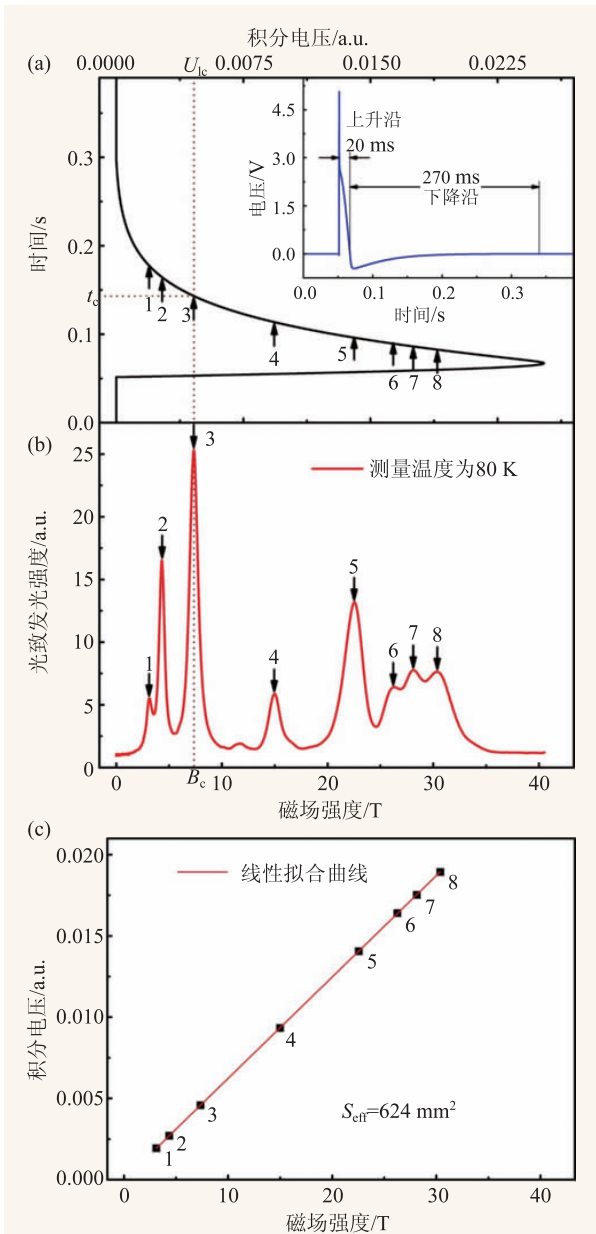 积分电压/a.u.
(a)
0.0000
U_lc
0.0075
0.0150
0.0225
时间/s
0.3
0.2
t_c
0.1
0.0
1
2
3
4
5
6
7
8
电压/V
4.5
3.0
1.5
0.0
上升沿
20 ms
270 ms
下降沿
0.0
0.1
0.2
0.3
时间/s
(b)
光致发光强度/a.u.
25
20
15
10
5
0
测量温度为80 K
1
2
3
4
5
6
7
8
0
B_c
10
20
30
40
磁场强度/T
(c)
积分电压/a.u.
0.020
0.015
0.010
0.005
0.000
线性拟合曲线
1
2
3
4
5
6
7
8
S_eff=624 mm²
0
10
20
30
40
磁场强度/T